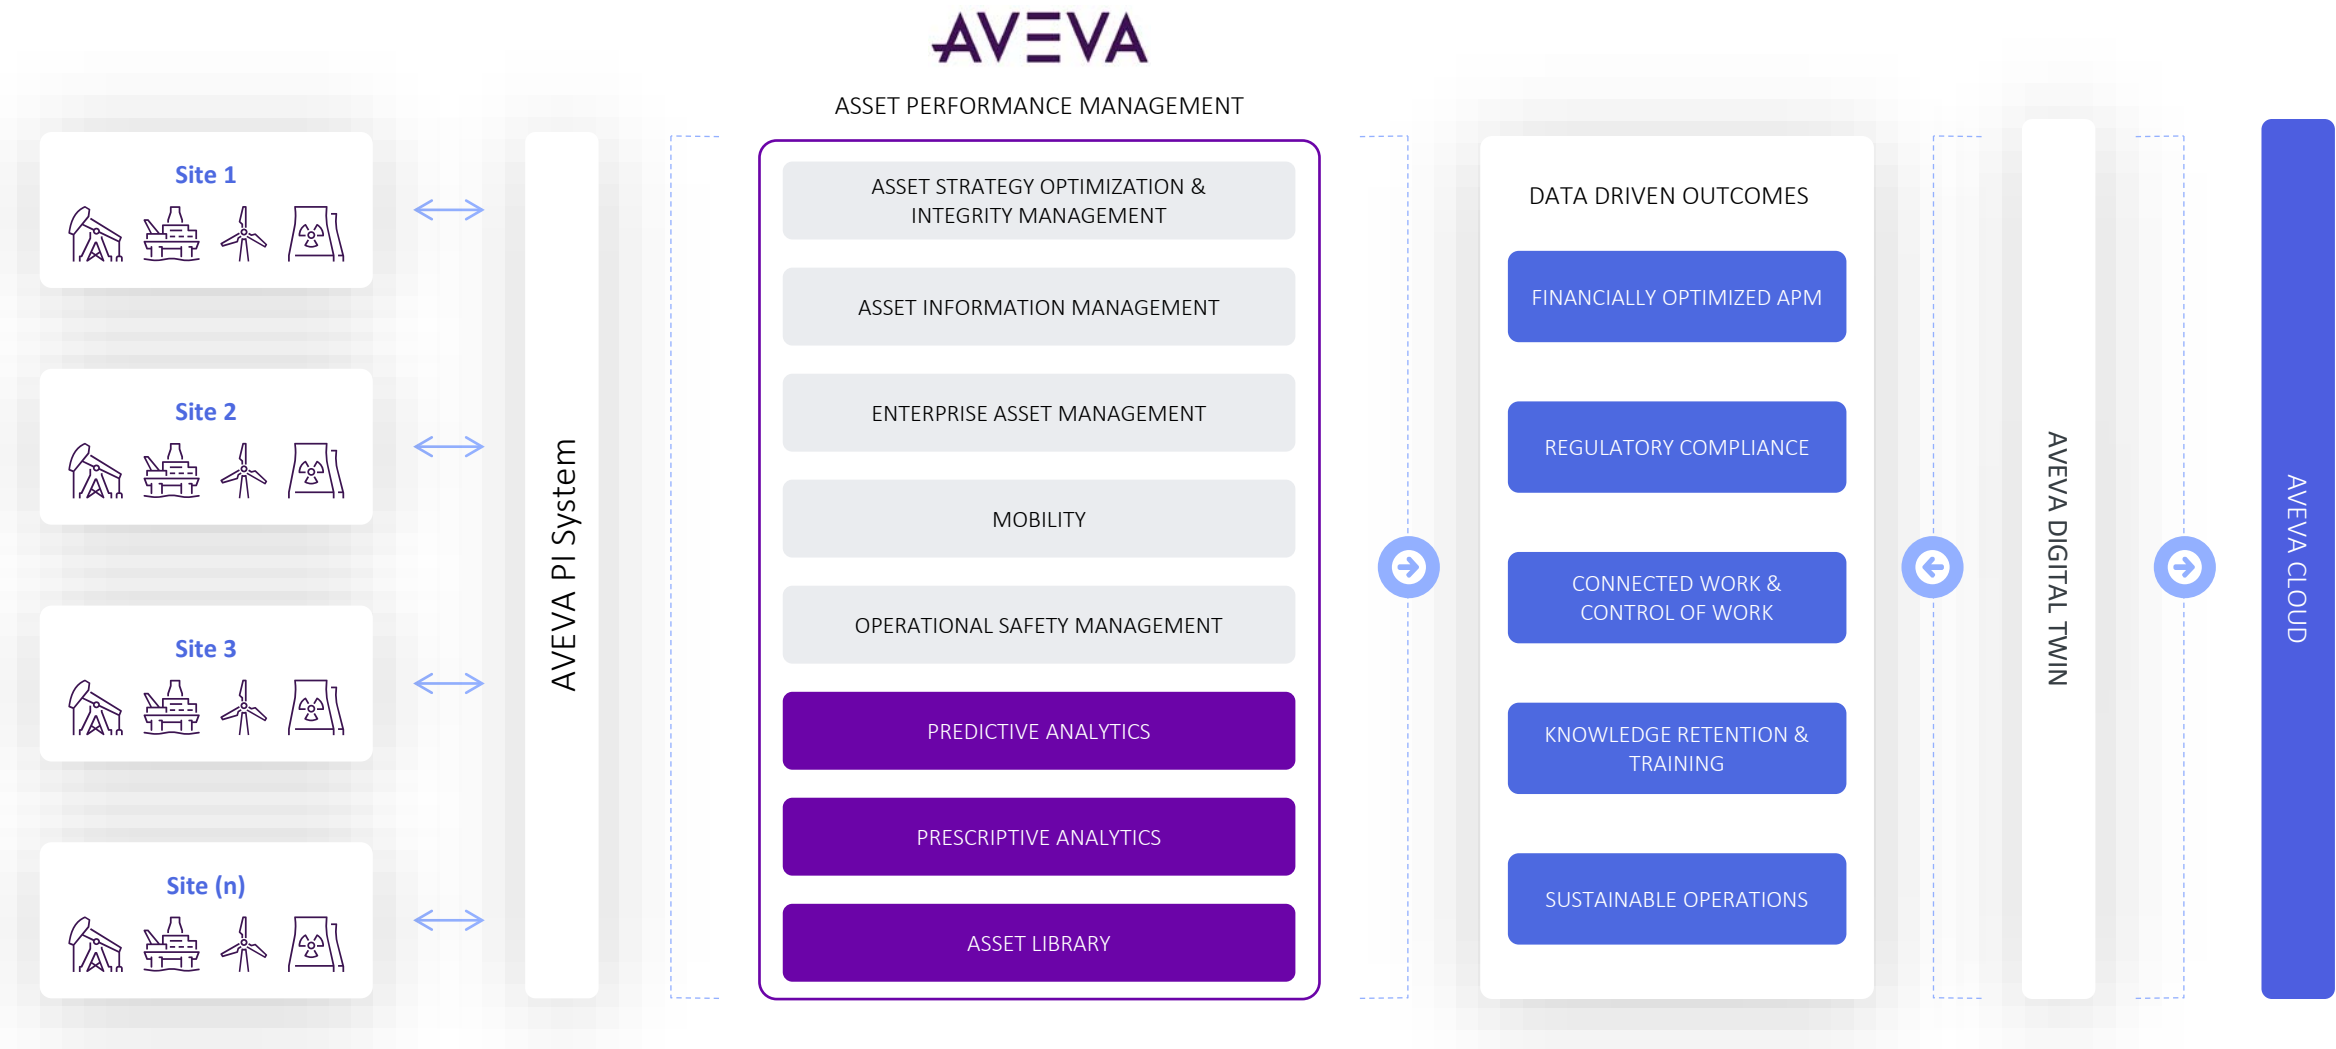 AVEVA
ASSET PERFORMANCE MANAGEMENT
Site 1
Site 2
Site 3
Site (n)
AVEVA PI System
ASSET STRATEGY OPTIMIZATION &
INTEGRITY MANAGEMENT
ASSET INFORMATION MANAGEMENT
ENTERPRISE ASSET MANAGEMENT
MOBILITY
OPERATIONAL SAFETY MANAGEMENT
PREDICTIVE ANALYTICS
PRESCRIPTIVE ANALYTICS
ASSET LIBRARY
DATA DRIVEN OUTCOMES
FINANCIALLY OPTIMIZED APM
REGULATORY COMPLIANCE
CONNECTED WORK &
CONTROL OF WORK
KNOWLEDGE RETENTION &
TRAINING
SUSTAINABLE OPERATIONS
AVEVA DIGITAL TWIN
AVEVA CLOUD